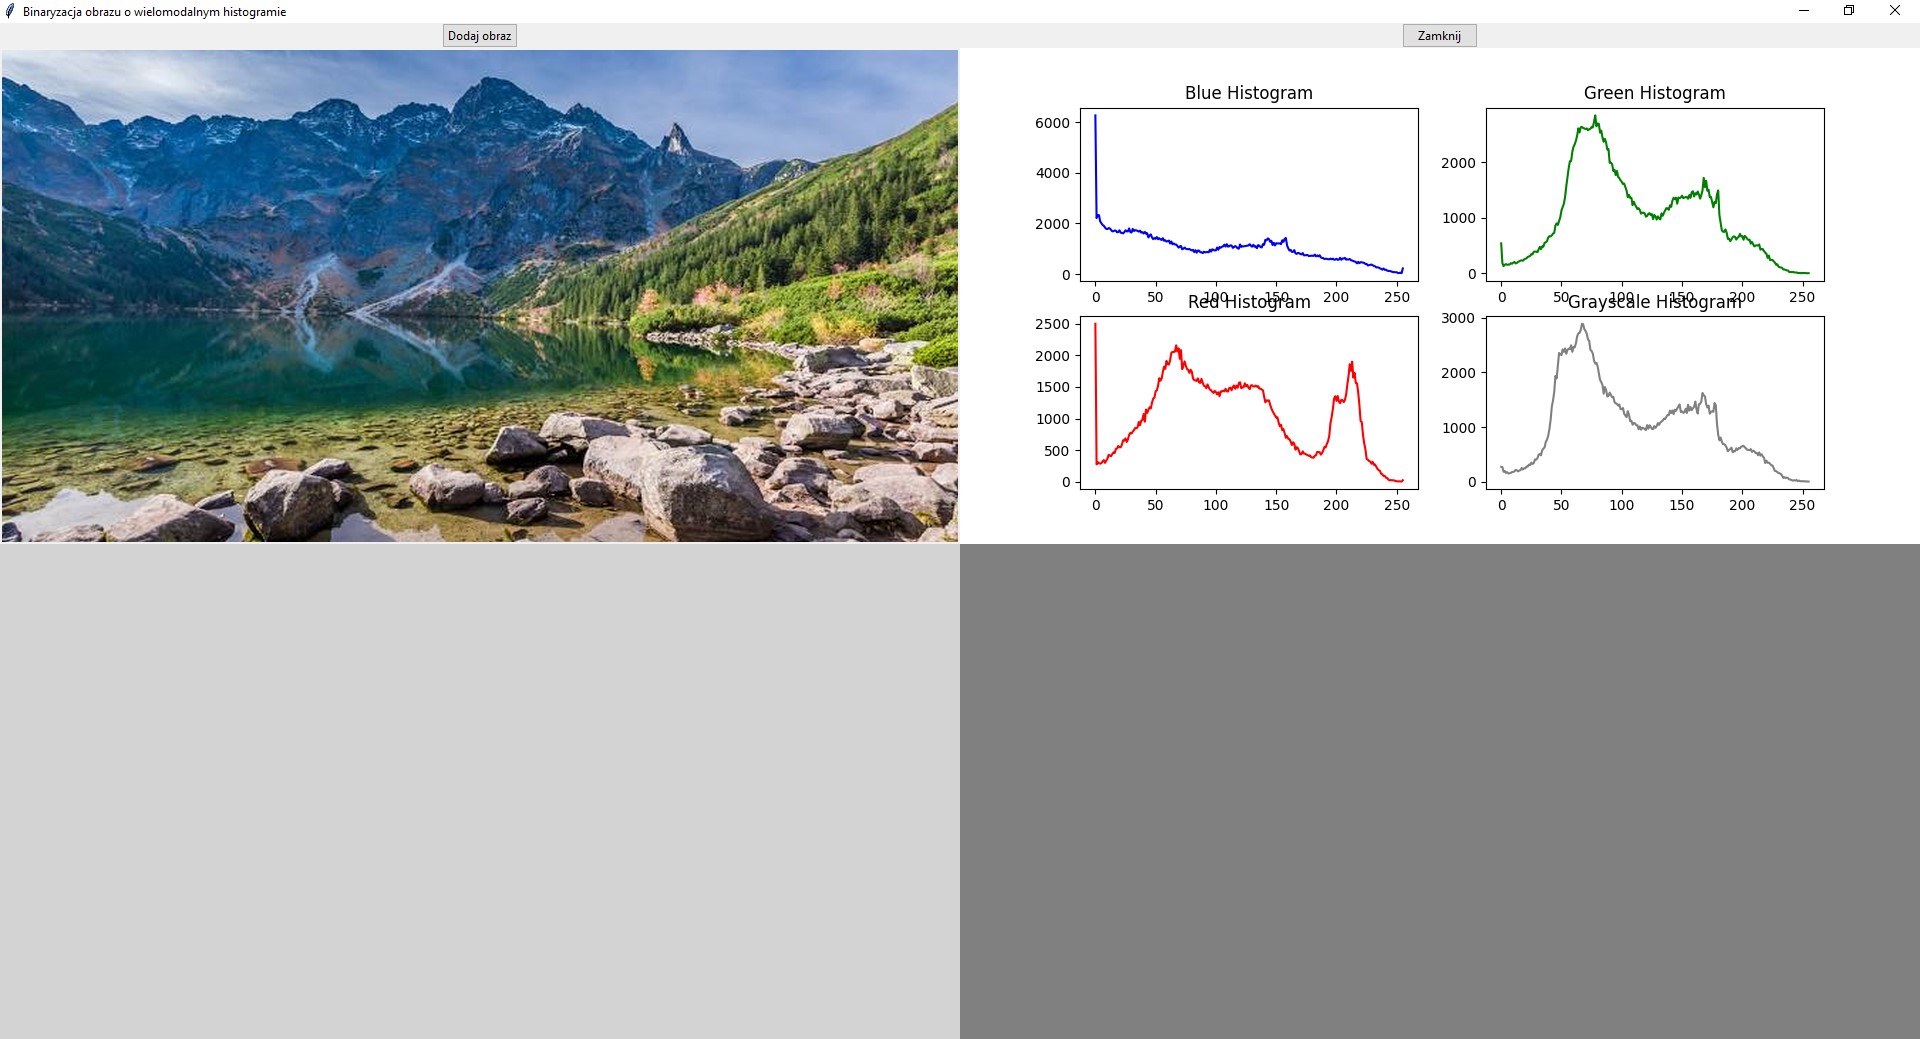 Binaryzacja obrazu o wielomodalnym histogramie
Dodaj obraz
Zamknij
Blue Histogram
6000
4000
2000
0
0 50 100 150 200 250
Green Histogram
2000
1000
0
0 50 100 150 200 250
Red Histogram
2500
2000
1500
1000
500
0
0 50 100 150 200 250
Grayscale Histogram
3000
2000
1000
0
0 50 100 150 200 250